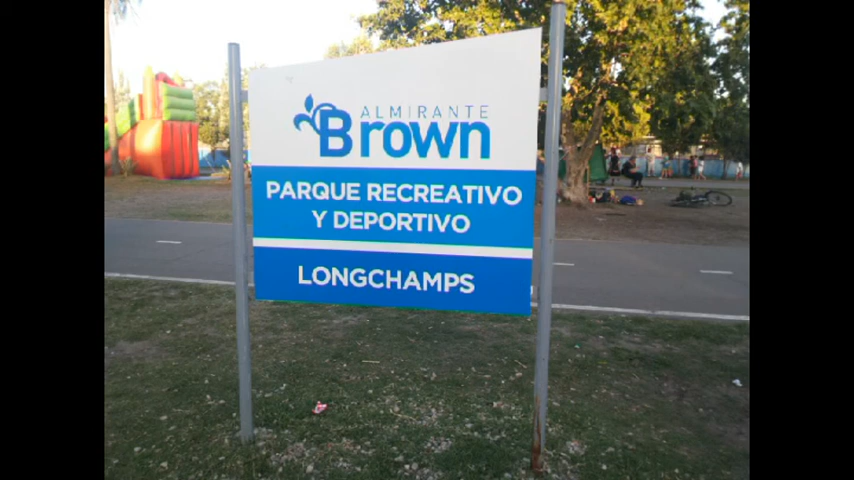 ALMIRANTE
Brown
PARQUE RECREATIVO
Y DEPORTIVO
LONGCHAMPS